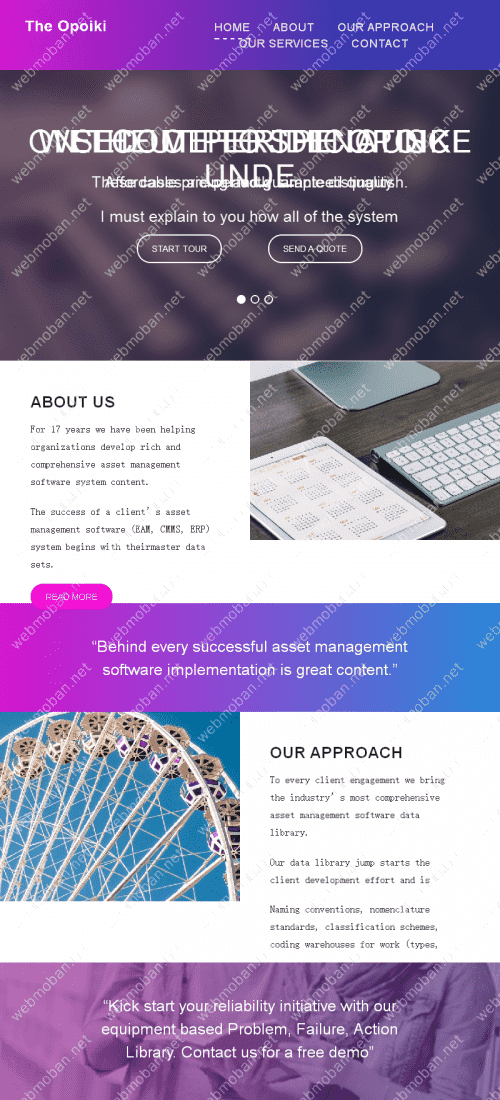 The Opoiki
HOME ABOUT OUR APPROACH
OUR SERVICES CONTACT
I must explain to you how all of the system
START TOUR SEND A QUOTE
ABOUT US
For 17 years we have been helping
organizations develop rich and
comprehensive asset management
software system content.
The success of a client’s asset
management software (EAM, CMMS, ERP)
system begins with theirmaster data
sets.
READ MORE
“Behind every successful asset management
software implementation is great content.”
OUR APPROACH
To every client engagement we bring
the industry’s most comprehensive
asset management software data
library.
Our data library jump starts the
client development effort and is
Naming conventions, nomenclature
standards, classification schemes,
coding warehouses for work (types,
“Kick start your reliability initiative with our
equipment based Problem, Failure, Action
Library. Contact us for a free demo”
webmoban.net